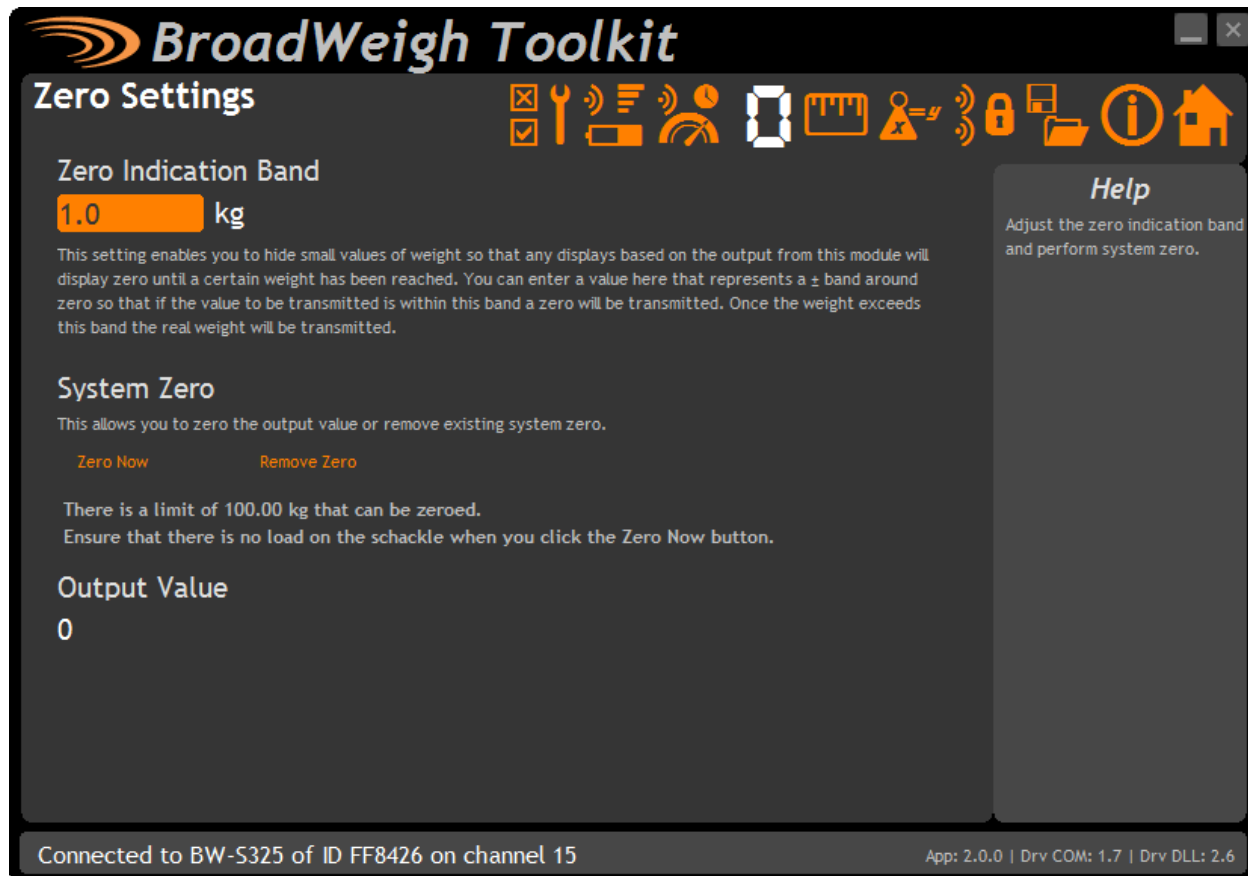 BroadWeigh Toolkit
Zero Settings
x
=y
Zero Indication Band
1.0 kg
This setting enables you to hide small values of weight so that any displays based on the output from this module will
display zero until a certain weight has been reached. You can enter a value here that represents a ± band around
zero so that if the value to be transmitted is within this band a zero will be transmitted. Once the weight exceeds
this band the real weight will be transmitted.
System Zero
This allows you to zero the output value or remove existing system zero.
Zero Now Remove Zero
There is a limit of 100.00 kg that can be zeroed.
Ensure that there is no load on the schackle when you click the Zero Now button.
Output Value
0
Help
Adjust the zero indication band
and perform system zero.
Connected to BW-S325 of ID FF8426 on channel 15
App: 2.0.0 | Drv COM: 1.7 | Drv DLL: 2.6